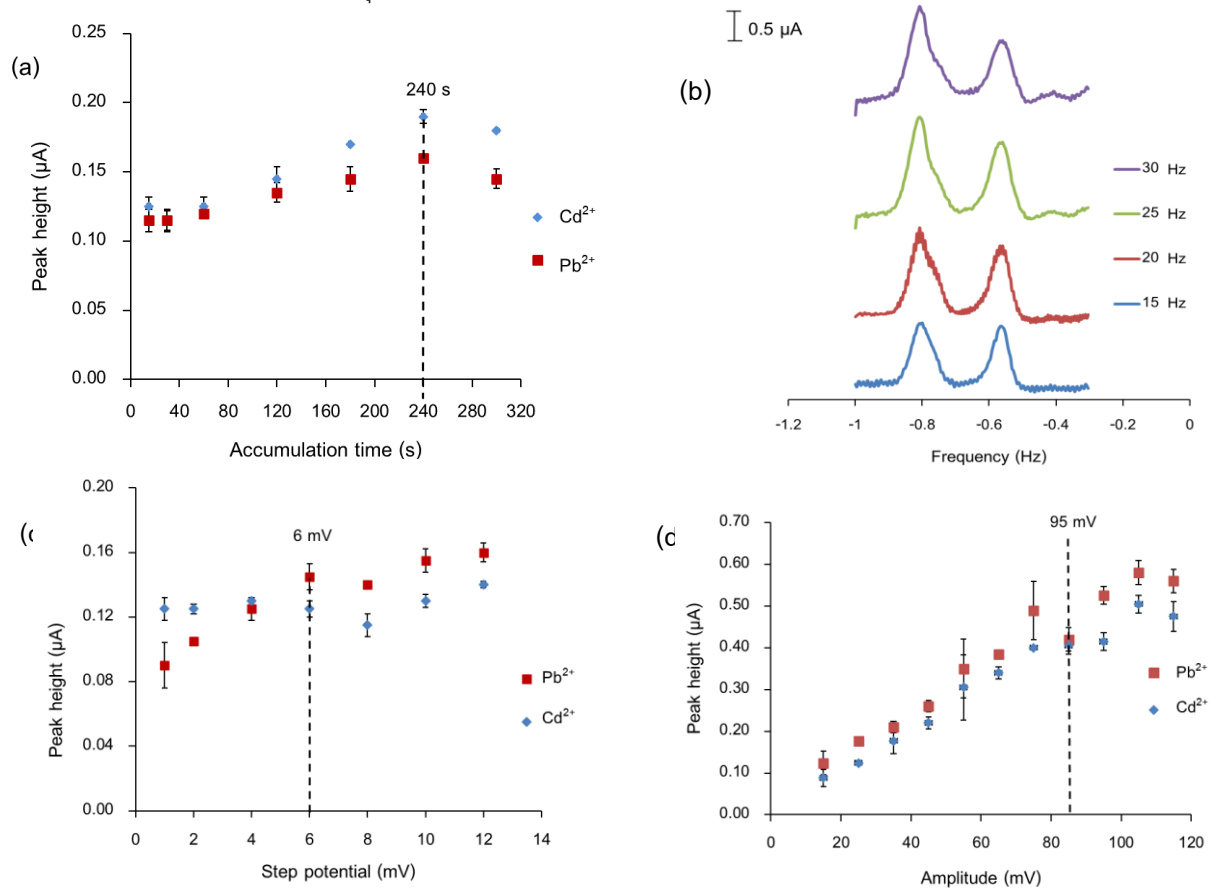 (a)
0.25
0.20
0.15
0.10
0.05
0.00
Peak height (µA)
240 s
Cd²⁺
Pb²⁺
0 40 80 120 160 200 240 280 320
Accumulation time (s)
0.5 µA
(b)
30 Hz
25 Hz
20 Hz
15 Hz
-1.2 -1 -0.8 -0.6 -0.4 -0.2 0
Frequency (Hz)
0.20
0.16
0.12
0.08
0.04
0.00
Peak height (µA)
6 mV
Pb²⁺
Cd²⁺
0 2 4 6 8 10 12 14
Step potential (mV)
(d
95 mV
0.70
0.60
0.50
0.40
0.30
0.20
0.10
0.00
Peak height (µA)
Pb²⁺
Cd²⁺
0 20 40 60 80 100 120
Amplitude (mV)